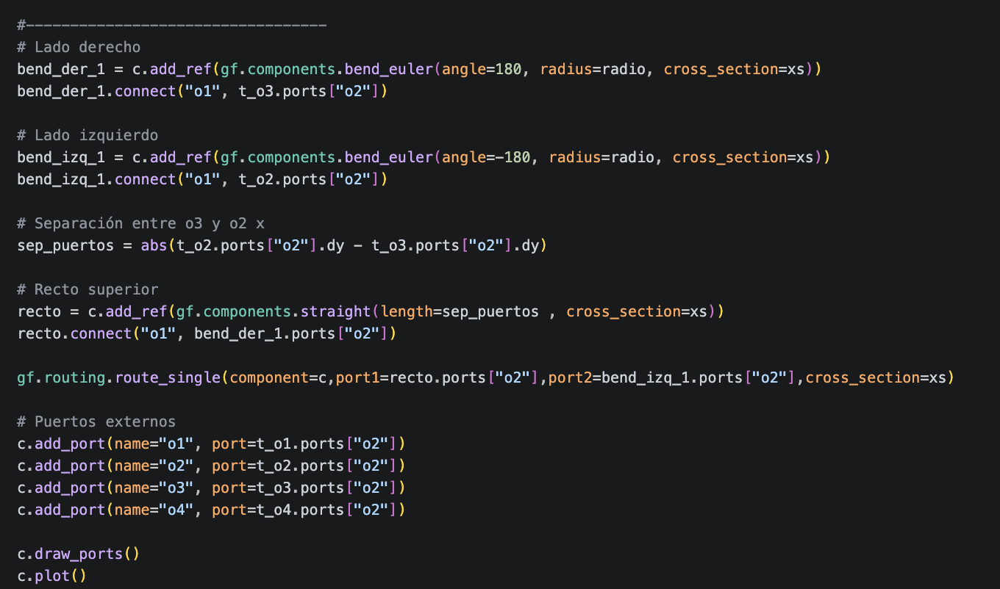 #----------------------------------
# Lado derecho
bend_der_1 = c.add_ref(gf.components.bend_euler(angle=180, radius=radio, cross_section=xs))
bend_der_1.connect("o1", t_o3.ports["o2"])
# Lado izquierdo
bend_izq_1 = c.add_ref(gf.components.bend_euler(angle=-180, radius=radio, cross_section=xs))
bend_izq_1.connect("o1", t_o2.ports["o2"])
# Separación entre o3 y o2 x
sep_puertos = abs(t_o2.ports["o2"].dy - t_o3.ports["o2"].dy)
# Recto superior
recto = c.add_ref(gf.components.straight(length=sep_puertos , cross_section=xs))
recto.connect("o1", bend_der_1.ports["o2"])
gf.routing.route_single(component=c,port1=recto.ports["o2"],port2=bend_izq_1.ports["o2"],cross_section=xs)
# Puertos externos
c.add_port(name="o1", port=t_o1.ports["o2"])
c.add_port(name="o2", port=t_o2.ports["o2"])
c.add_port(name="o3", port=t_o3.ports["o2"])
c.add_port(name="o4", port=t_o4.ports["o2"])
c.draw_ports()
c.plot()